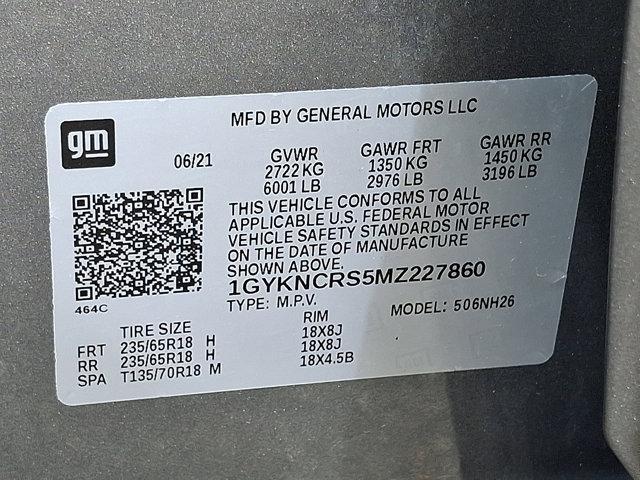 MFD BY GENERAL MOTORS LLC
gm
06/21
GVWR GAWR FRT GAWR RR
2722 KG 1350 KG 1450 KG
6001 LB 2976 LB 3196 LB
THIS VEHICLE CONFORMS TO ALL
APPLICABLE U.S. FEDERAL MOTOR
VEHICLE SAFETY STANDARDS IN EFFECT
ON THE DATE OF MANUFACTURE
SHOWN ABOVE.
1GYKNCRS5MZ227860
TYPE: M.P.V. MODEL: 506NH26
464C
TIRE SIZE RIM
FRT 235/65R18 H 18X8J
RR 235/65R18 H 18X8J
SPA T135/70R18 M 18X4.5B